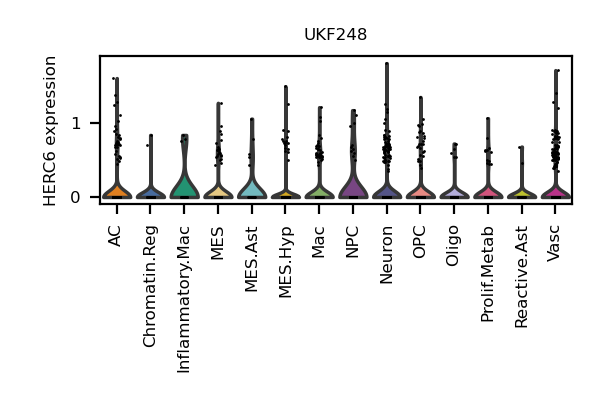 UKF248
HERC6 expression
1
0
AC
Chromatin.Reg
Inflammatory.Mac
MES
MES.Ast
MES.Hyp
Mac
NPC
Neuron
OPC
Oligo
Prolif.Metab
Reactive.Ast
Vasc